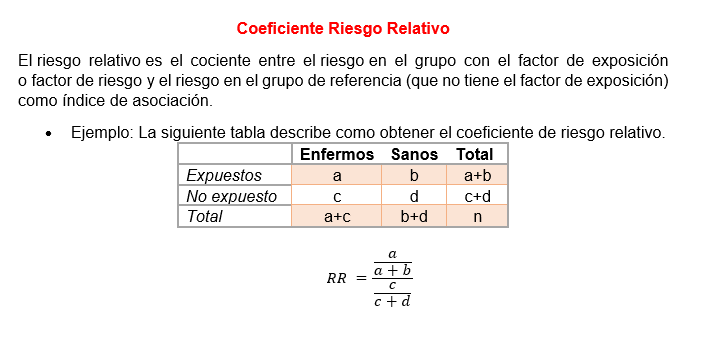 Coeficiente Riesgo Relativo
El riesgo relativo es el cociente entre el riesgo en el grupo con el factor de exposición
o factor de riesgo y el riesgo en el grupo de referencia (que no tiene el factor de exposición)
como índice de asociación.
• Ejemplo: La siguiente tabla describe como obtener el coeficiente de riesgo relativo.
Enfermos Sanos Total
Expuestos a b a+b
No expuesto c d c+d
Total a+c b+d n
a
a + b
RR =
c
c + d